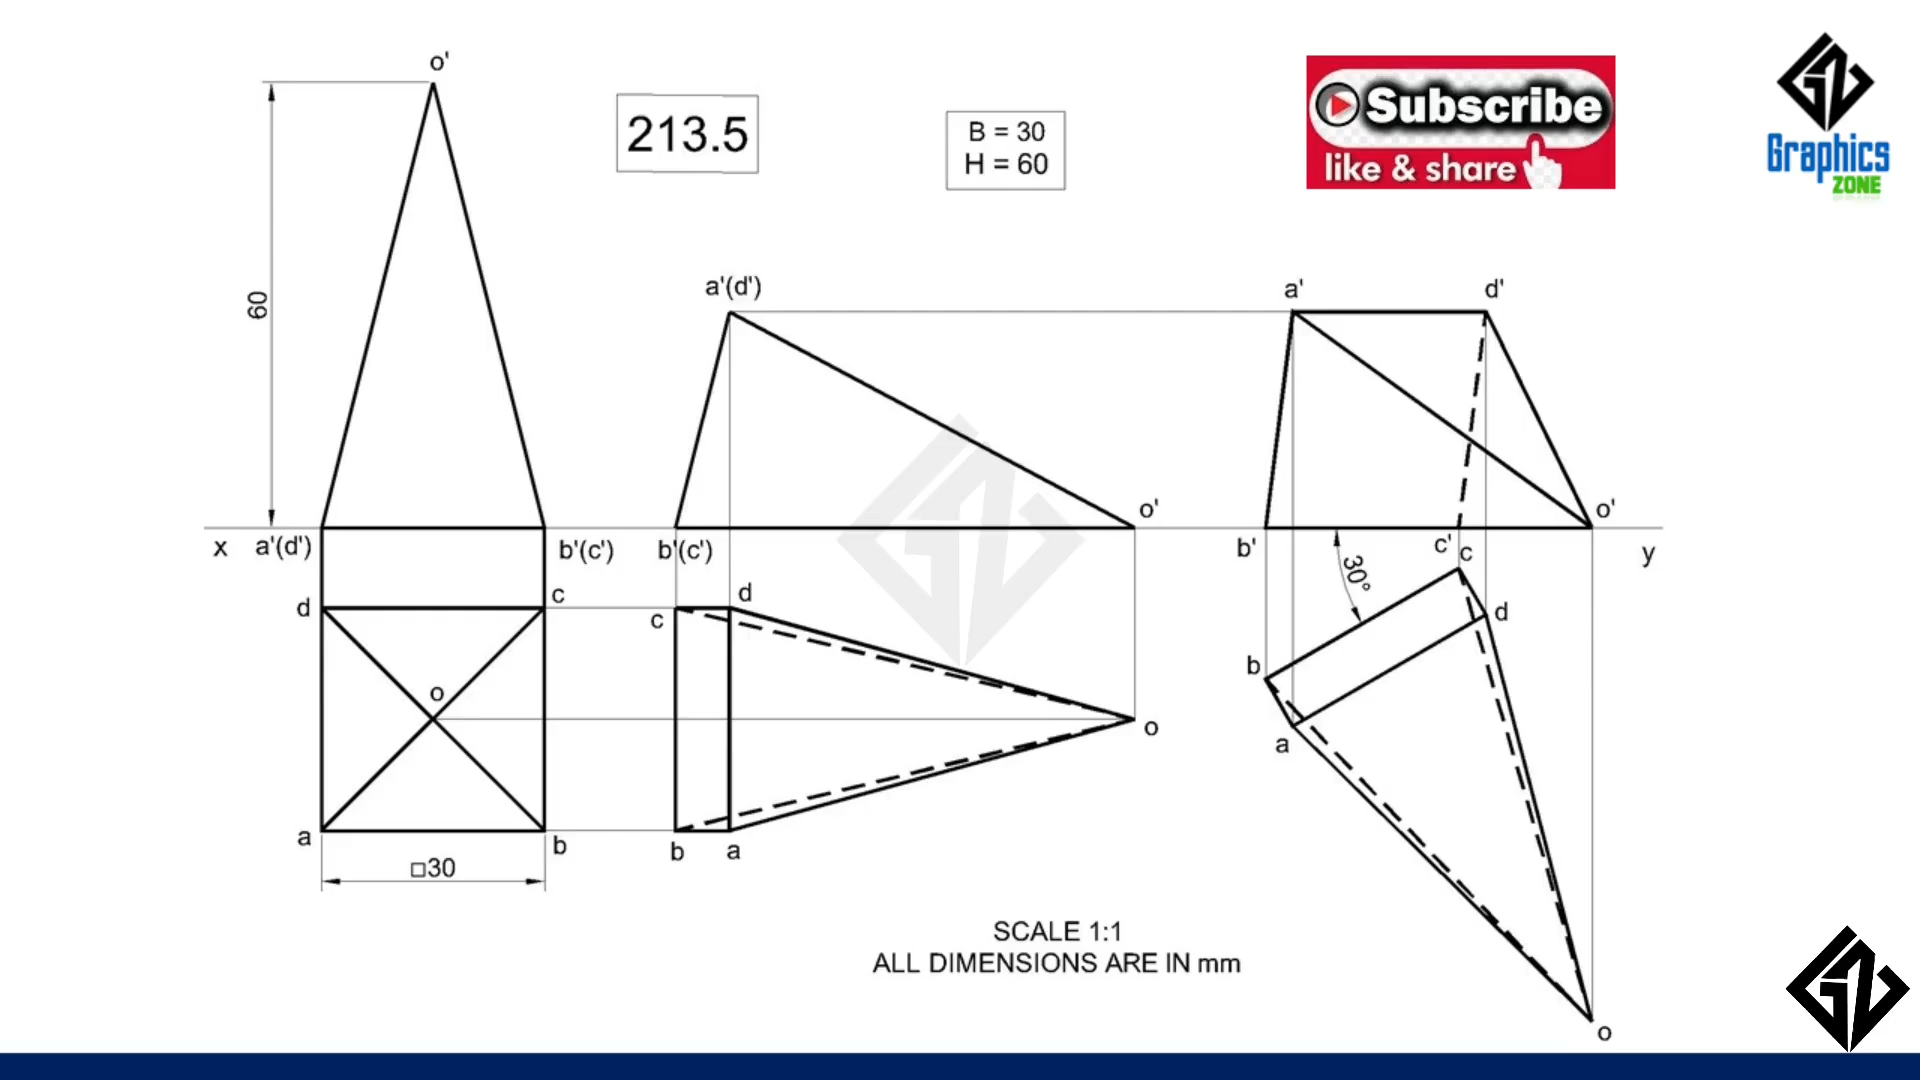 o'
213.5
B = 30
H = 60
Subscribe
like & share
Graphics
ZONE
60
a'(d')
a'
d'
o'
o'
x
a'(d')
b'(c')
b'(c')
b'
c'
c
y
30°
d
c
c
d
d
o
b
o
a
a
b
b
a
□30
SCALE 1:1
ALL DIMENSIONS ARE IN mm
o